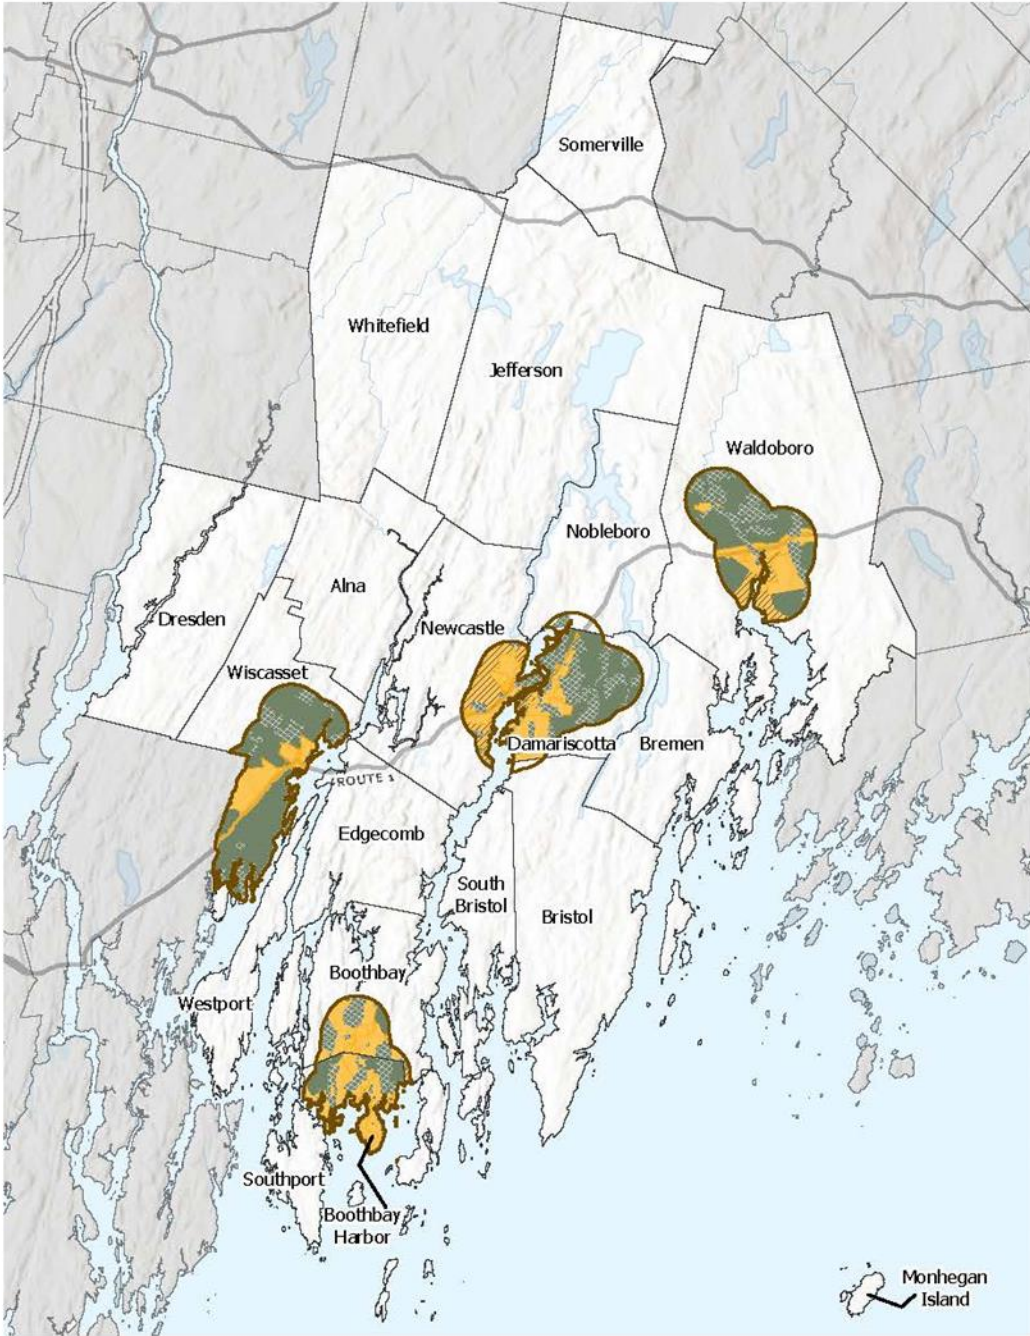 Somerville
Whitefield
Jefferson
Waldoboro
Nobleboro
Alna
Dresden
Newcastle
Wiscasset
Damariscotta
Bremen
ROUTE 1
Edgecomb
South
Bristol
Bristol
Boothbay
Westport
Southport
Boothbay
Harbor
Monhegan
Island